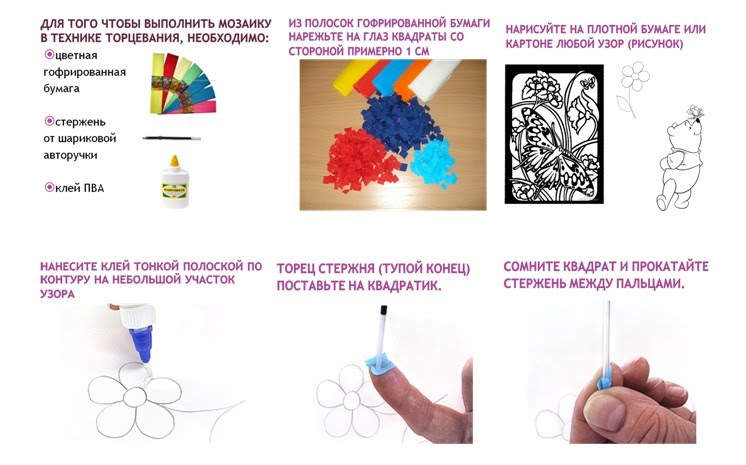 ДЛЯ ТОГО ЧТОБЫ ВЫПОЛНИТЬ МОЗАИКУ
В ТЕХНИКЕ ТОРЦЕВАНИЯ, НЕОБХОДИМО:
цветная
гофрированная
бумага
стержень
от шариковой
авторучки
клей ПВА
ИЗ ПОЛОСОК ГОФРИРОВАННОЙ БУМАГИ
НАРЕЖЬТЕ НА ГЛАЗ КВАДРАТЫ СО
СТОРОНОЙ ПРИМЕРНО 1 СМ
НАРИСУЙТЕ НА ПЛОТНОЙ БУМАГЕ ИЛИ
КАРТОНЕ ЛЮБОЙ УЗОР (РИСУНОК)
НАНЕСИТЕ КЛЕЙ ТОНКОЙ ПОЛОСКОЙ ПО
КОНТУРУ НА НЕБОЛЬШОЙ УЧАСТОК
УЗОРА
ТОРЕЦ СТЕРЖНЯ (ТУПОЙ КОНЕЦ)
ПОСТАВЬТЕ НА КВАДРАТИК.
СОМНИТЕ КВАДРАТ И ПРОКАТАЙТЕ
СТЕРЖЕНЬ МЕЖДУ ПАЛЬЦАМИ.